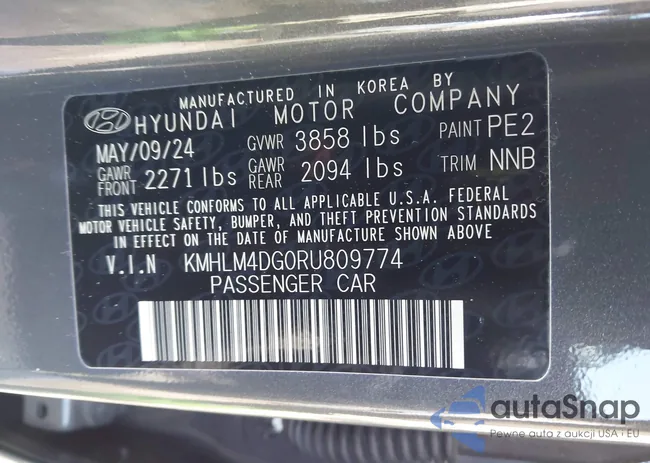 MANUFACTURED IN KOREA BY
HYUNDAI MOTOR COMPANY
MAY/09/24 GVWR 3858 lbs PAINT PE2
GAWR FRONT 2271 lbs GAWR REAR 2094 lbs TRIM NNB
THIS VEHICLE CONFORMS TO ALL APPLICABLE U.S.A. FEDERAL
MOTOR VEHICLE SAFETY, BUMPER, AND THEFT PREVENTION STANDARDS
IN EFFECT ON THE DATE OF MANUFACTURE SHOWN ABOVE
V.I.N KMHLM4DG0RU809774
PASSENGER CAR
autaSnap
Pewne auta z aukcji USA i EU